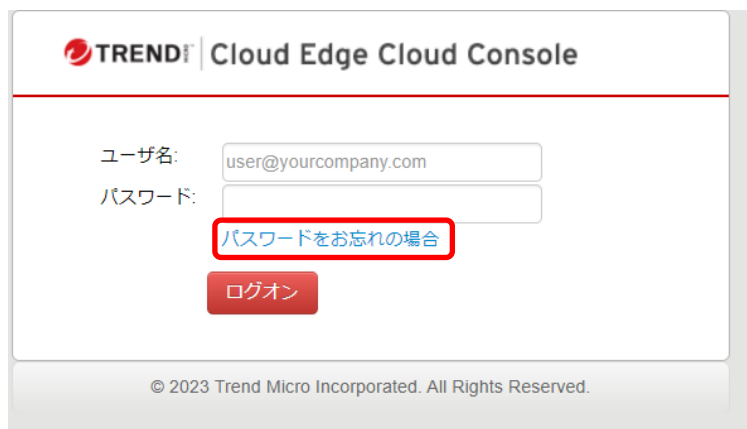 TREND MICRO Cloud Edge Cloud Console
ユーザ名:
user@yourcompany.com
パスワード:
パスワードをお忘れの場合
ログオン
© 2023 Trend Micro Incorporated. All Rights Reserved.